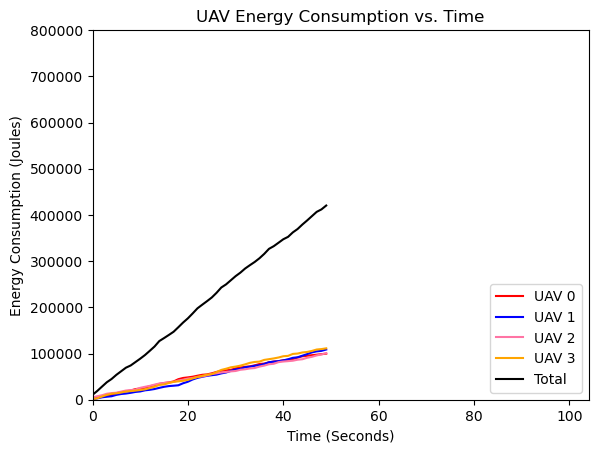 UAV Energy Consumption vs. Time
800000
700000
600000
500000
400000
300000
200000
100000
0
Energy Consumption (Joules)
0 20 40 60 80 100
Time (Seconds)
UAV 0
UAV 1
UAV 2
UAV 3
Total